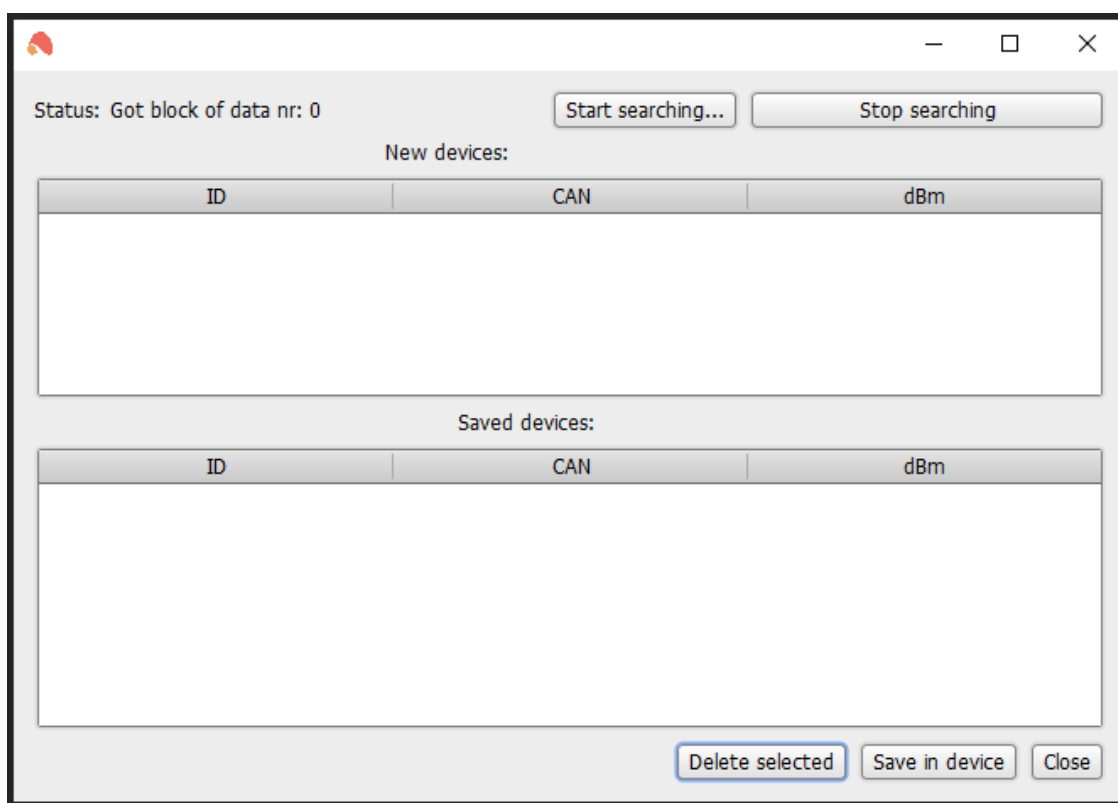 Status: Got block of data nr: 0 Start searching... Stop searching
New devices:
ID CAN dBm
Saved devices:
ID CAN dBm
Delete selected Save in device Close